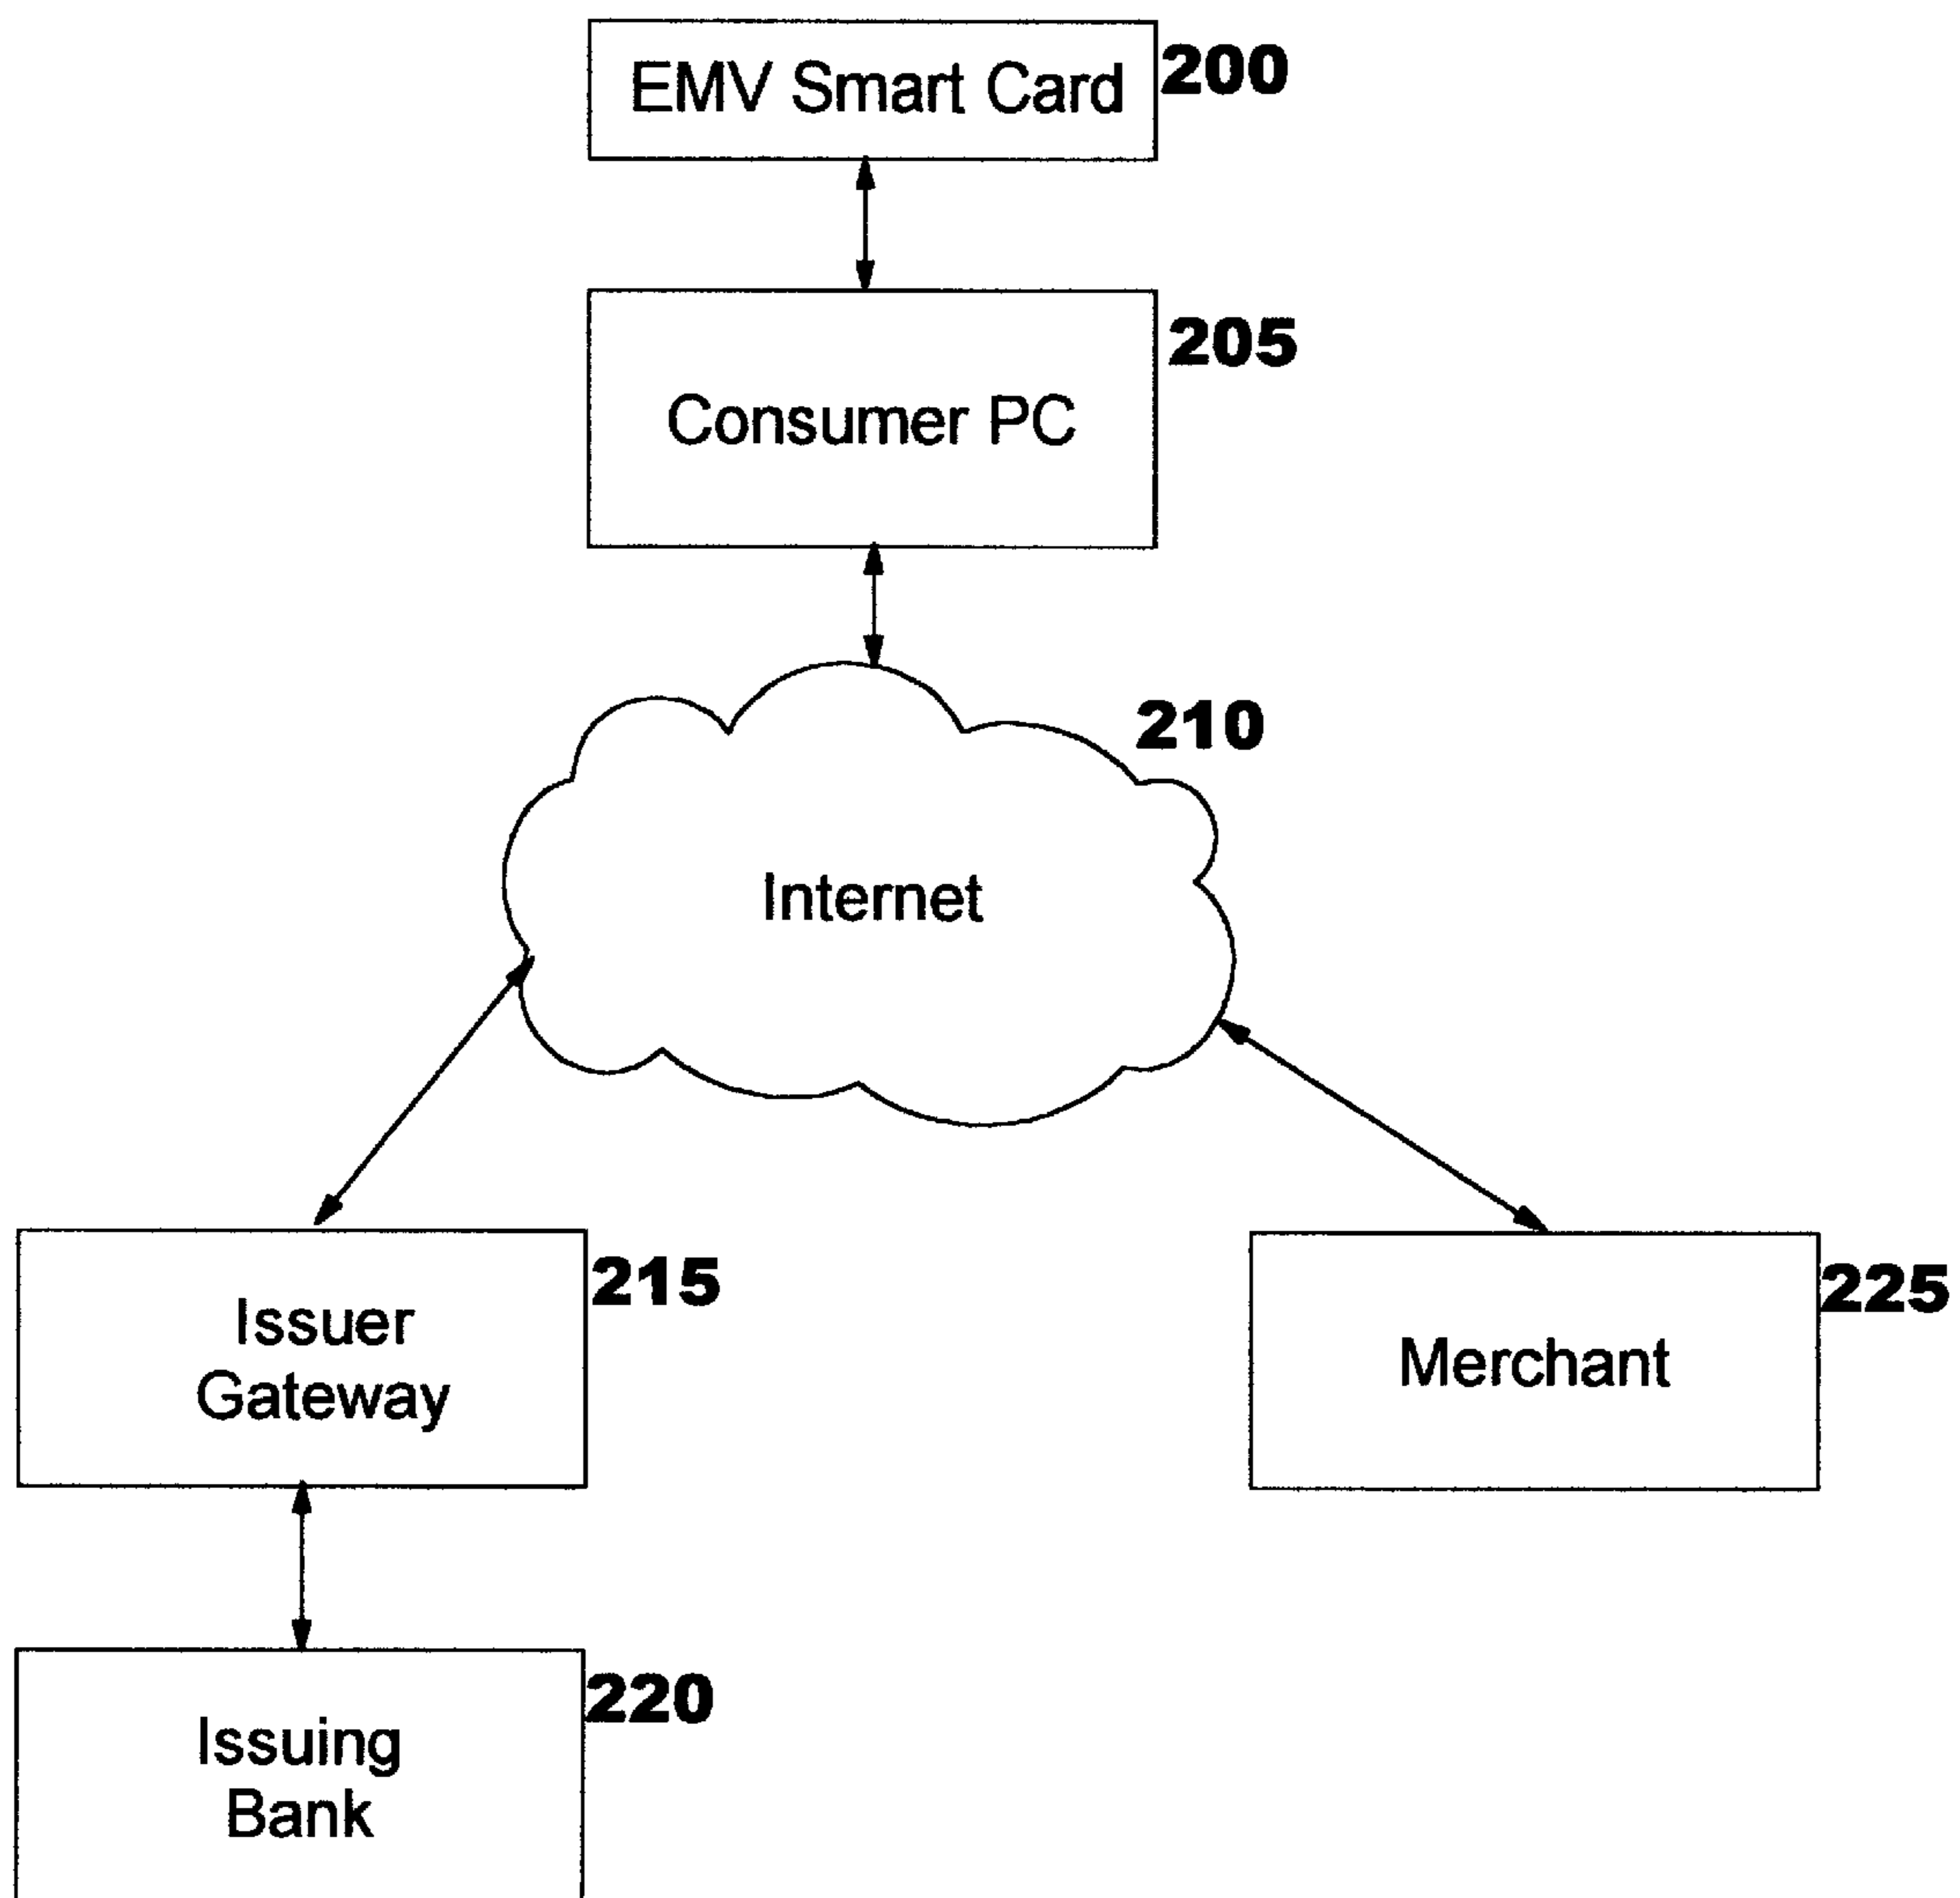 EMV Smart Card
200
205
Consumer PC
210
Internet
215
Issuer
Gateway
225
Merchant
220
Issuing
Bank